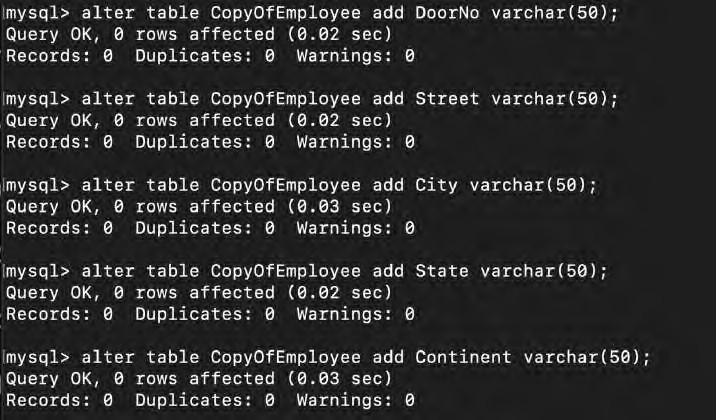 mysql> alter table CopyOfEmployee add DoorNo varchar(50);
Query OK, 0 rows affected (0.02 sec)
Records: 0  Duplicates: 0  Warnings: 0
mysql> alter table CopyOfEmployee add Street varchar(50);
Query OK, 0 rows affected (0.02 sec)
Records: 0  Duplicates: 0  Warnings: 0
mysql> alter table CopyOfEmployee add City varchar(50);
Query OK, 0 rows affected (0.03 sec)
Records: 0  Duplicates: 0  Warnings: 0
mysql> alter table CopyOfEmployee add State varchar(50);
Query OK, 0 rows affected (0.02 sec)
Records: 0  Duplicates: 0  Warnings: 0
mysql> alter table CopyOfEmployee add Continent varchar(50);
Query OK, 0 rows affected (0.03 sec)
Records: 0  Duplicates: 0  Warnings: 0